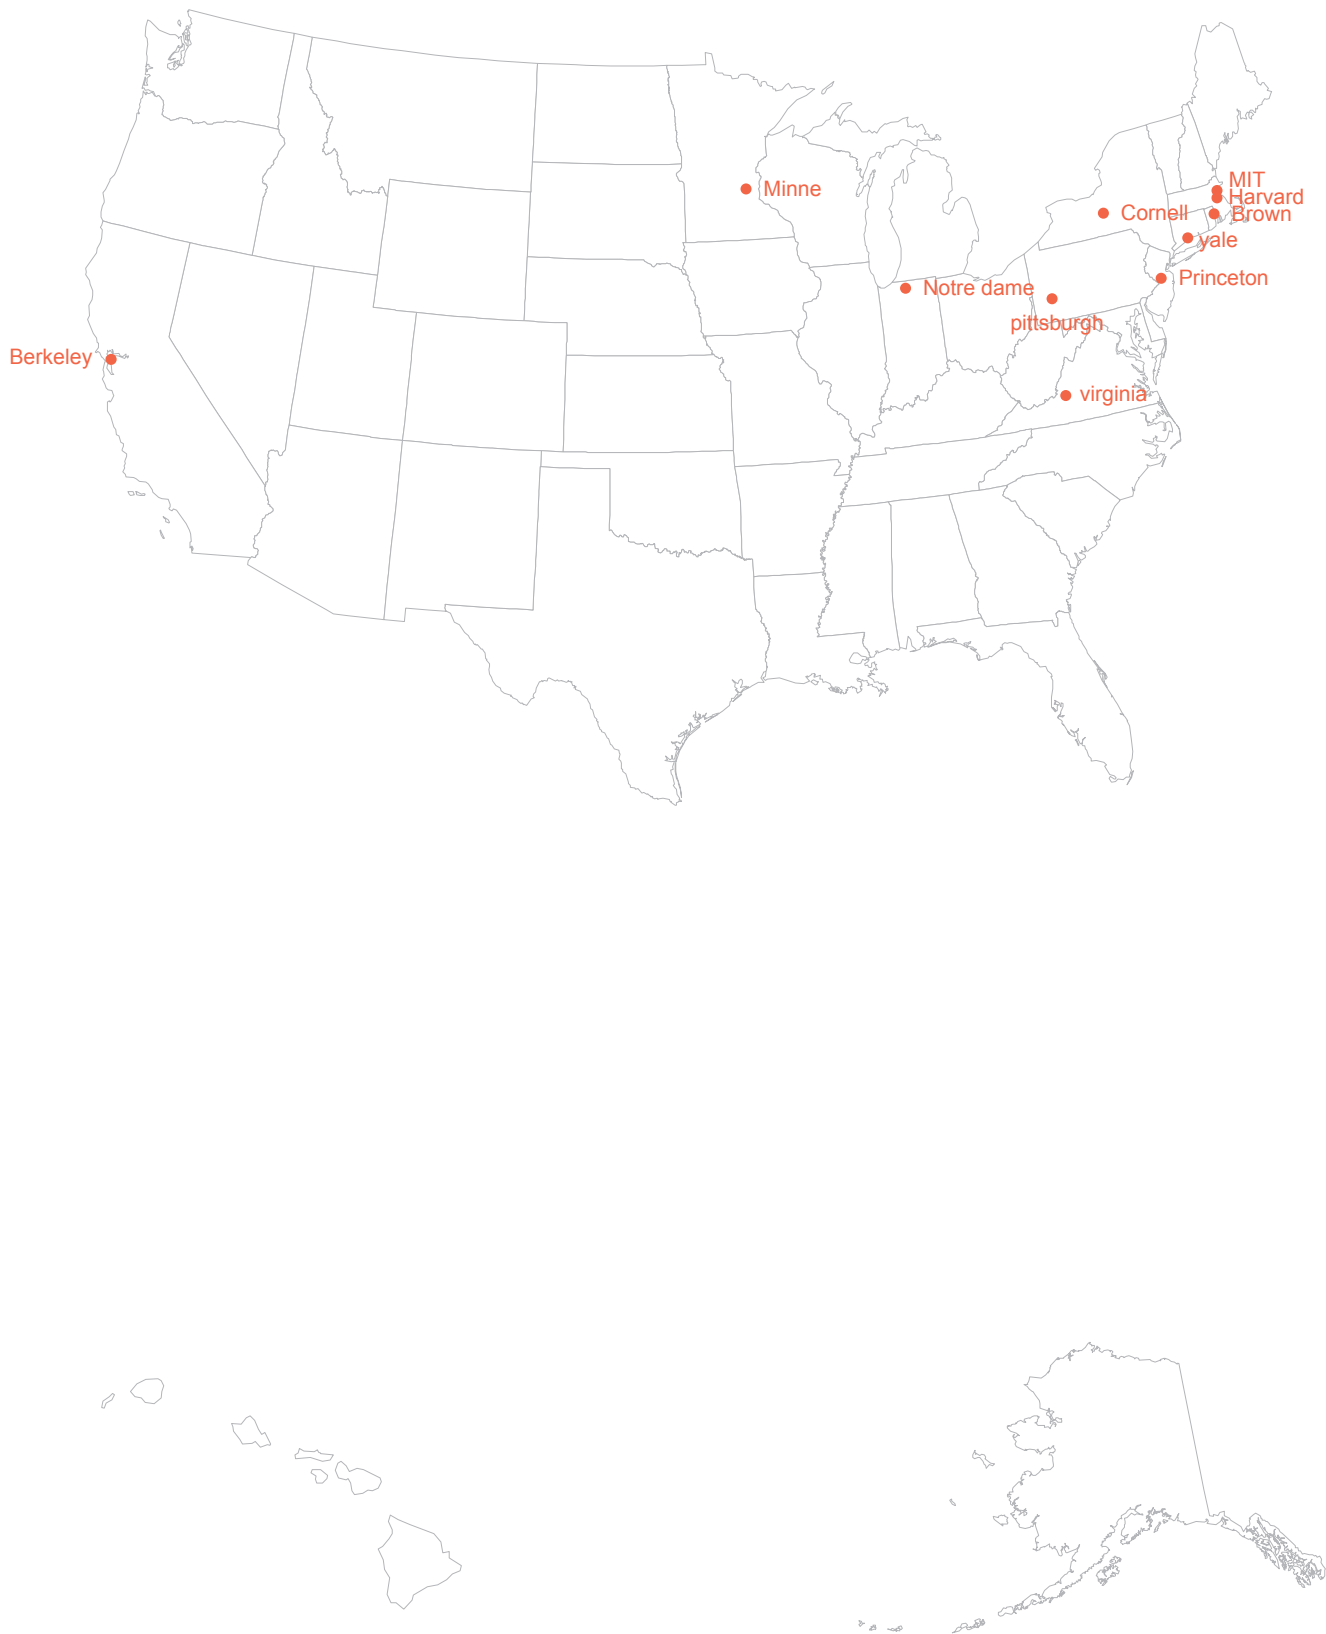 MIT
Minne
Harvard
Cornell
Brown
yale
Princeton
Notre dame
pittsburgh
Berkeley
virginia